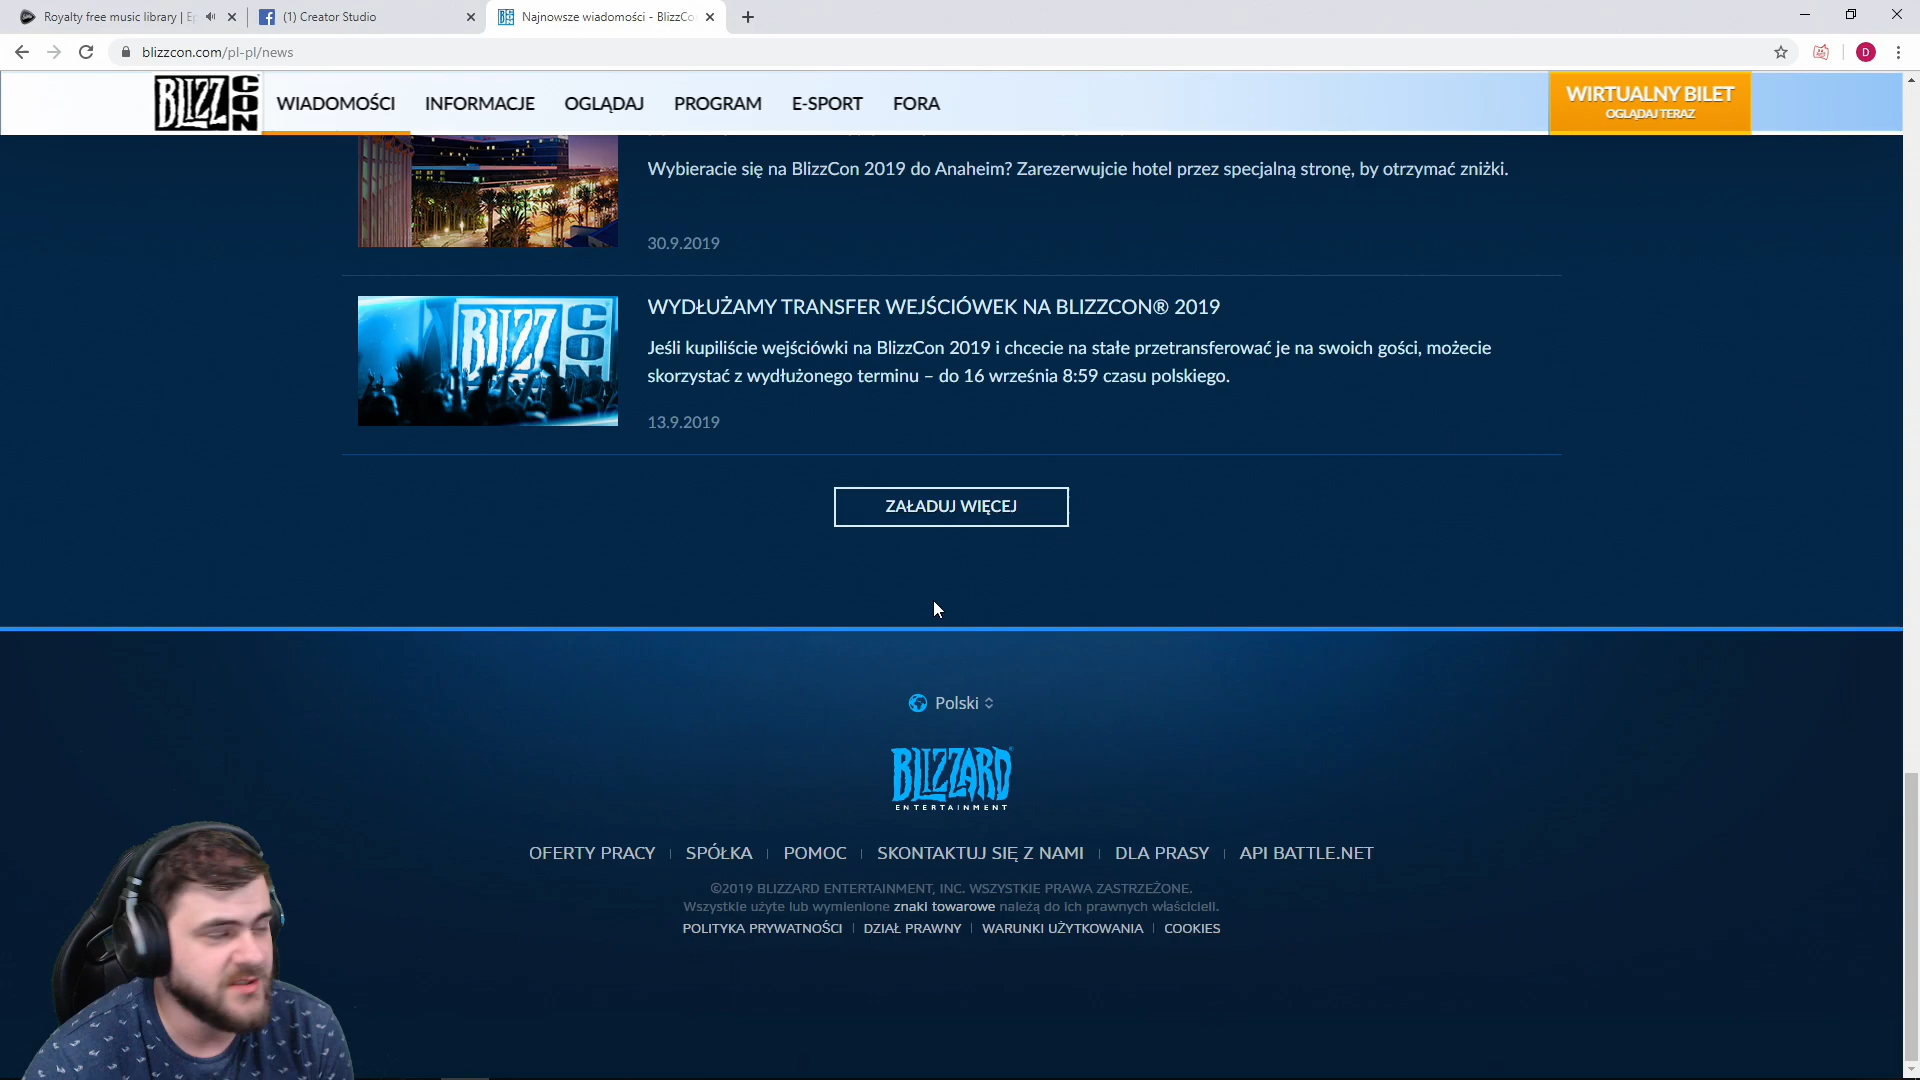 Royalty free music library | E
(1) Creator Studio
Najnowsze wiadomości - BlizzCo
blizzcon.com/pl-pl/news
D
BLIZZ CON
WIADOMOŚCI
INFORMACJE
OGLĄDAJ
PROGRAM
E-SPORT
FORA
WIRTUALNY BILET
OGLĄDAJ TERAZ
Wybieracie się na BlizzCon 2019 do Anaheim? Zarezerwujcie hotel przez specjalną stronę, by otrzymać zniżki.
30.9.2019
BLIZZ CON
WYDŁUŻAMY TRANSFER WEJŚCIÓWEK NA BLIZZCON® 2019
Jeśli kupiliście wejściówki na BlizzCon 2019 i chcecie na stałe przetransferować je na swoich gości, możecie
skorzystać z wydłużonego terminu – do 16 września 8:59 czasu polskiego.
13.9.2019
ZAŁADUJ WIĘCEJ
Polski
BLIZZARD
ENTERTAINMENT
OFERTY PRACY | SPÓŁKA | POMOC | SKONTAKTUJ SIĘ Z NAMI | DLA PRASY | API BATTLE.NET
©2019 BLIZZARD ENTERTAINMENT, INC. WSZYSTKIE PRAWA ZASTRZEŻONE.
Wszystkie użyte lub wymienione znaki towarowe należą do ich prawnych właścicieli.
POLITYKA PRYWATNOŚCI | DZIAŁ PRAWNY | WARUNKI UŻYTKOWANIA | COOKIES